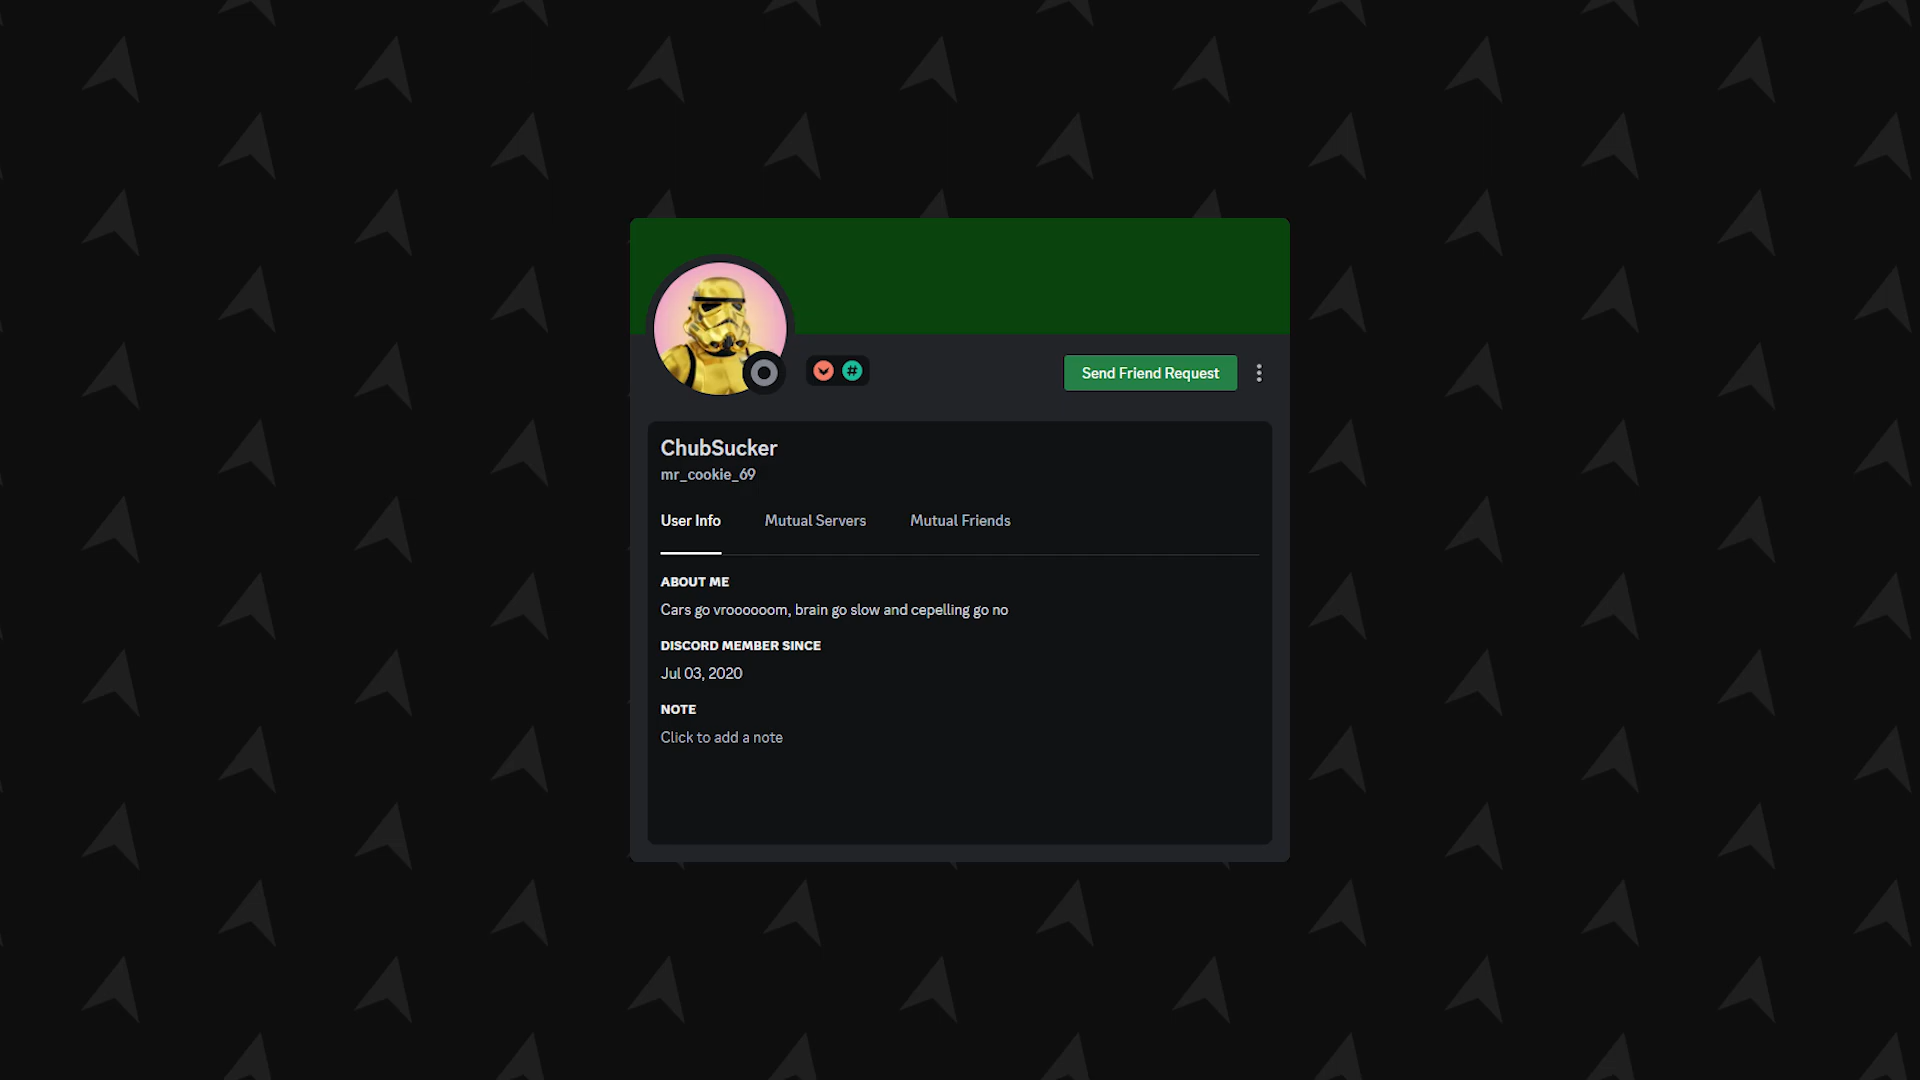 Send Friend Request
ChubSucker
mr_cookie_69
User Info
Mutual Servers
Mutual Friends
ABOUT ME
Cars go vroooooom, brain go slow and cepelling go no
DISCORD MEMBER SINCE
Jul 03, 2020
NOTE
Click to add a note